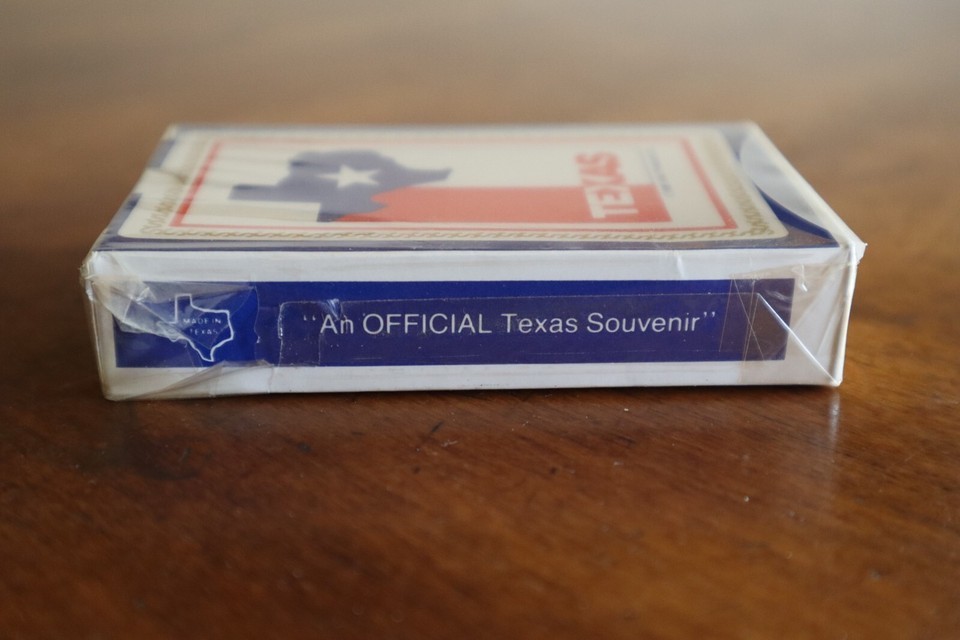 TEXAS
MADE IN
TEXAS
“An OFFICIAL Texas Souvenir”